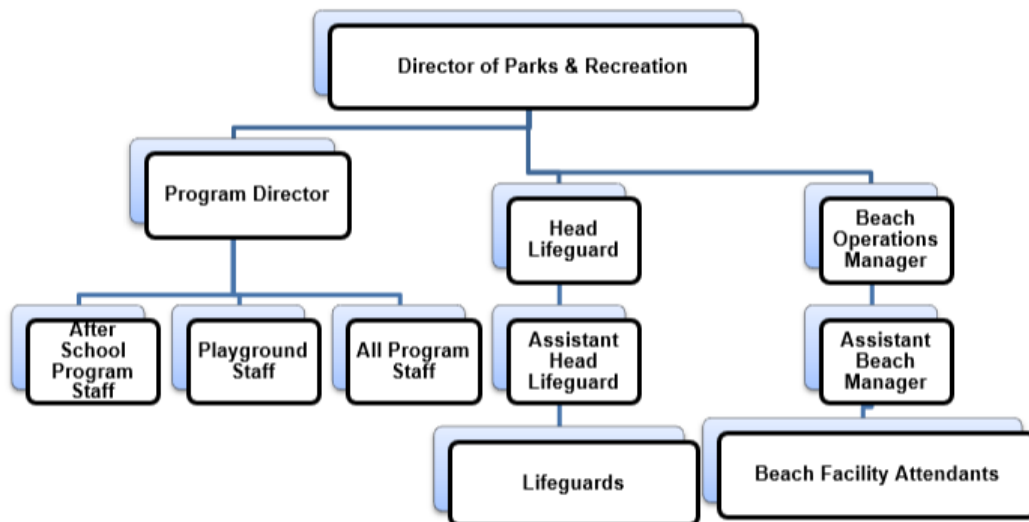 Director of Parks & Recreation
Program Director
Head
Lifeguard
Beach
Operations
Manager
After
School
Program
Staff
Playground
Staff
All Program
Staff
Assistant
Head
Lifeguard
Assistant
Beach
Manager
Lifeguards
Beach Facility Attendants